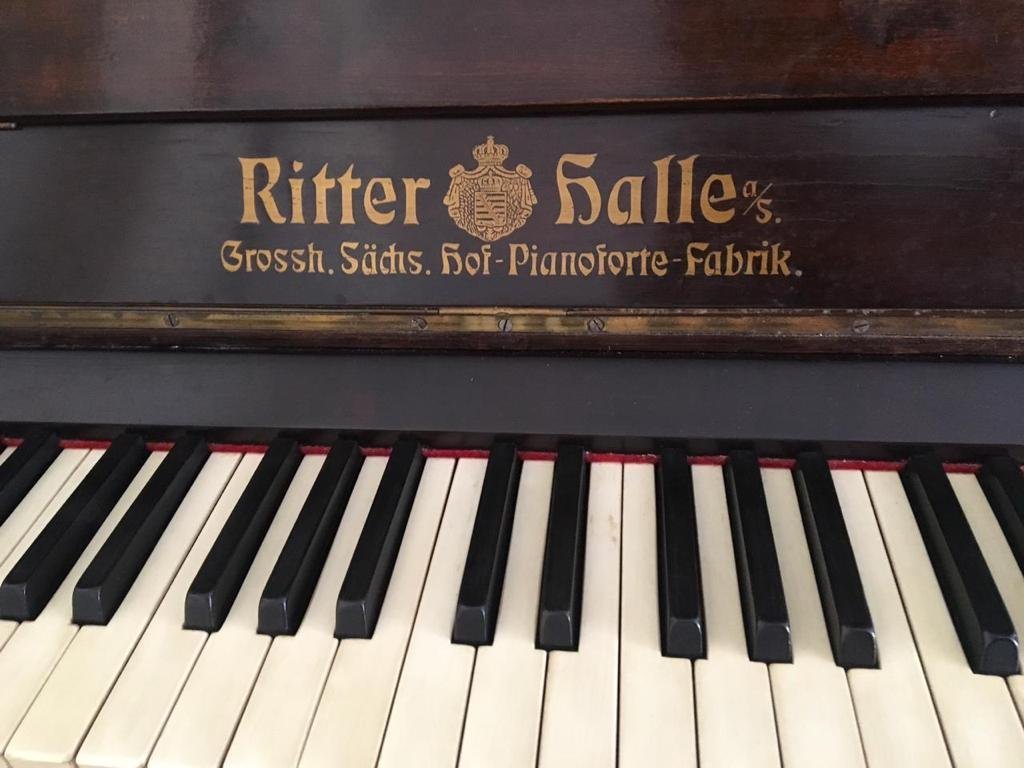 Ritter Halle a/S.
Grossh. Sächs. Hof-Pianoforte-Fabrik.